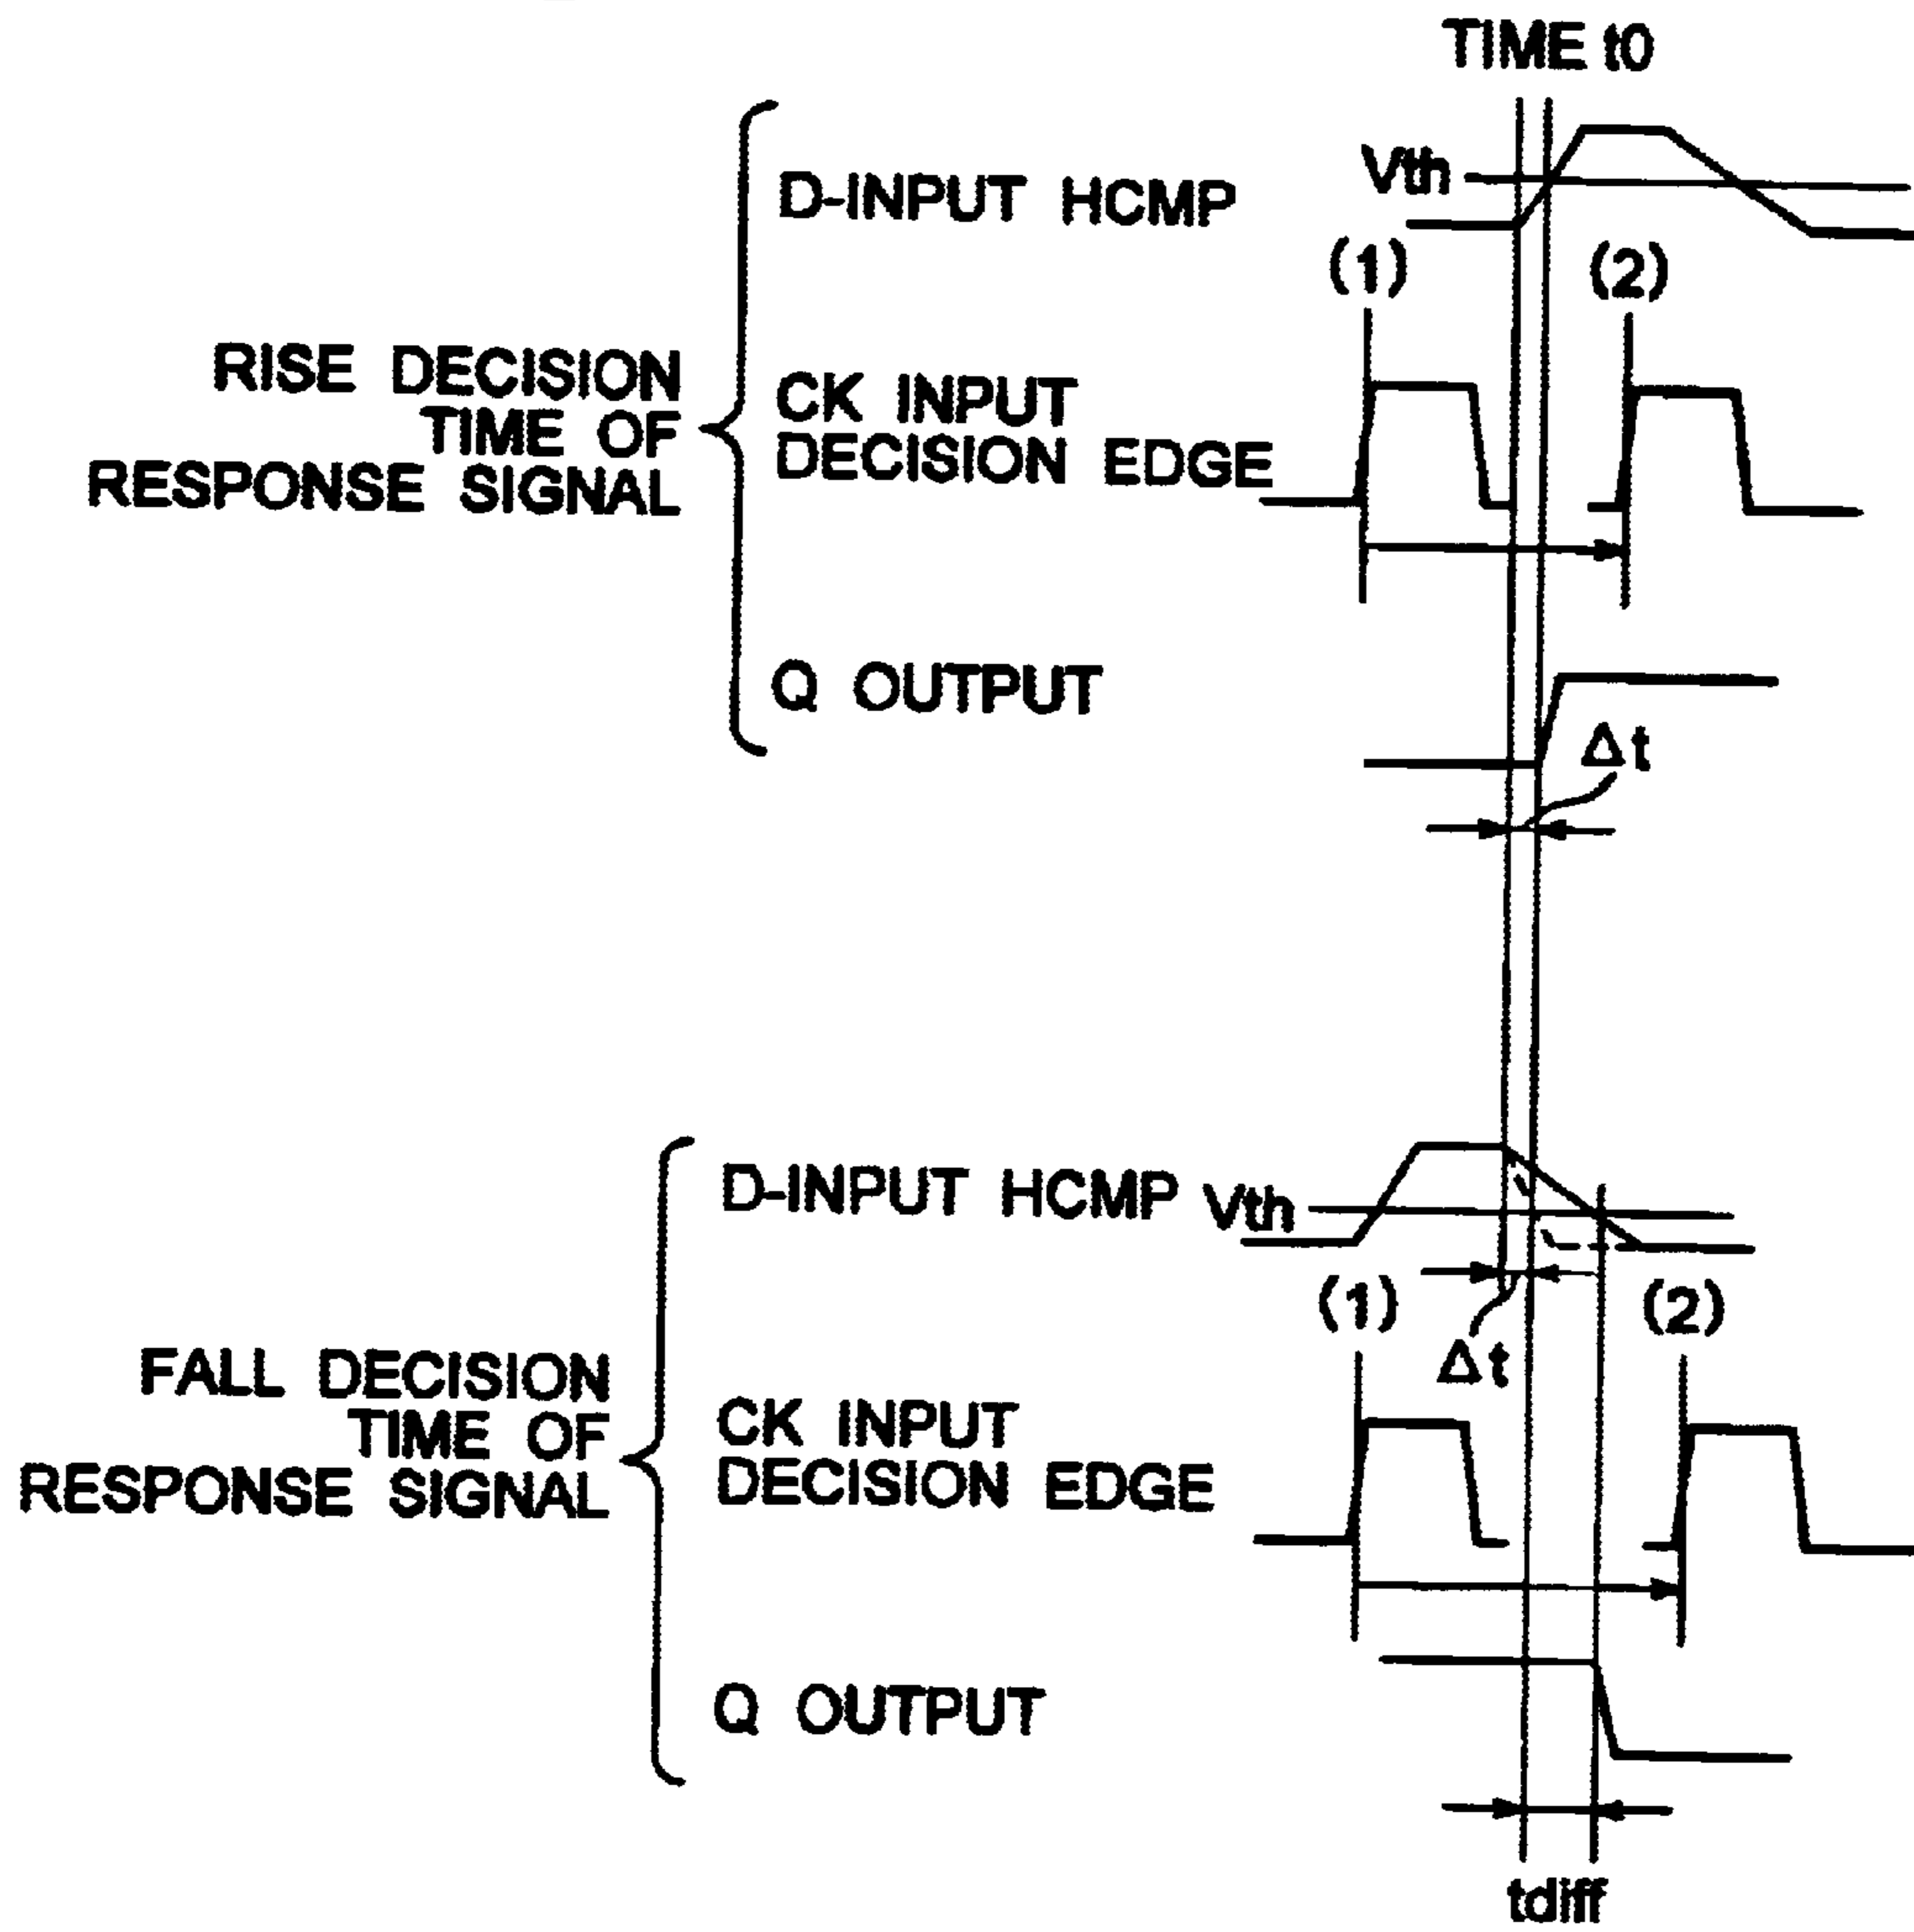 TIME t0
D-INPUT HCMP
Vth
(1)
(2)
RISE DECISION
TIME OF
RESPONSE SIGNAL
CK INPUT
DECISION EDGE
Q OUTPUT
Δt
D-INPUT HCMP
Vth
(1)
(2)
Δt
FALL DECISION
TIME OF
RESPONSE SIGNAL
CK INPUT
DECISION EDGE
Q OUTPUT
tdiff